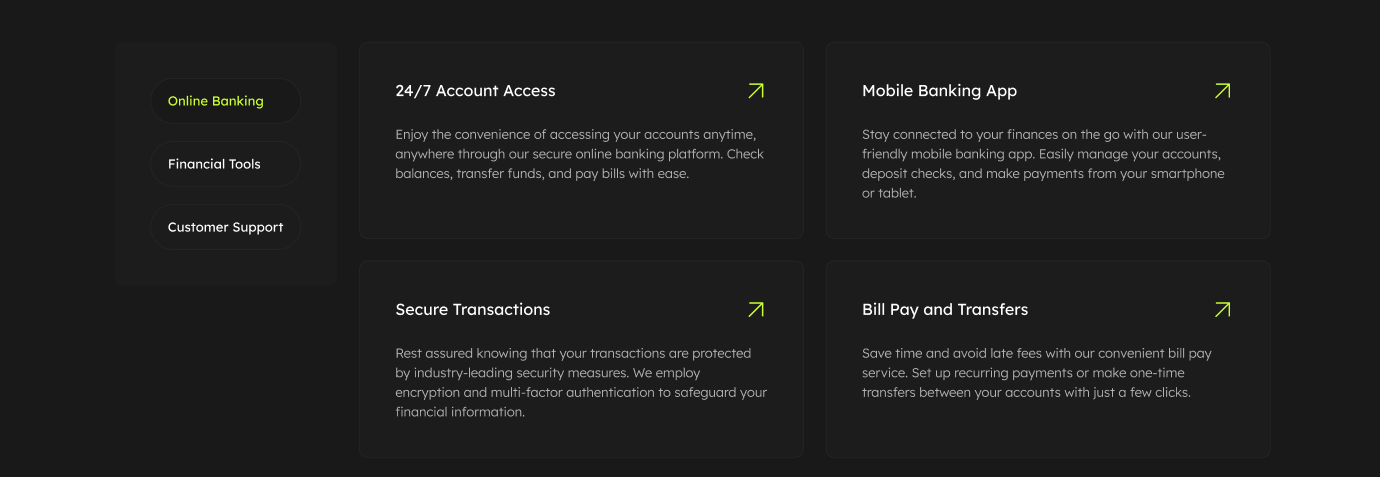 Online Banking
Financial Tools
Customer Support
24/7 Account Access
Enjoy the convenience of accessing your accounts anytime,
anywhere through our secure online banking platform. Check
balances, transfer funds, and pay bills with ease.
Mobile Banking App
Stay connected to your finances on the go with our user-
friendly mobile banking app. Easily manage your accounts,
deposit checks, and make payments from your smartphone
or tablet.
Secure Transactions
Rest assured knowing that your transactions are protected
by industry-leading security measures. We employ
encryption and multi-factor authentication to safeguard your
financial information.
Bill Pay and Transfers
Save time and avoid late fees with our convenient bill pay
service. Set up recurring payments or make one-time
transfers between your accounts with just a few clicks.